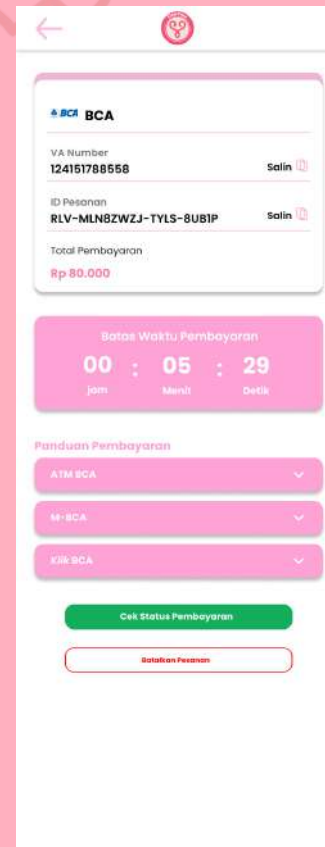 BCA BCA
VA Number
124151788558 Salin
ID Pesanan
RLV-MLN8ZWZJ-TYLS-8UB1P Salin
Total Pembayaran
Rp 80.000
Batas Waktu Pembayaran
00 : 05 : 29
jam Menit Detik
Panduan Pembayaran
ATM BCA
M-BCA
Klik BCA
Cek Status Pembayaran
Batalkan Pesanan